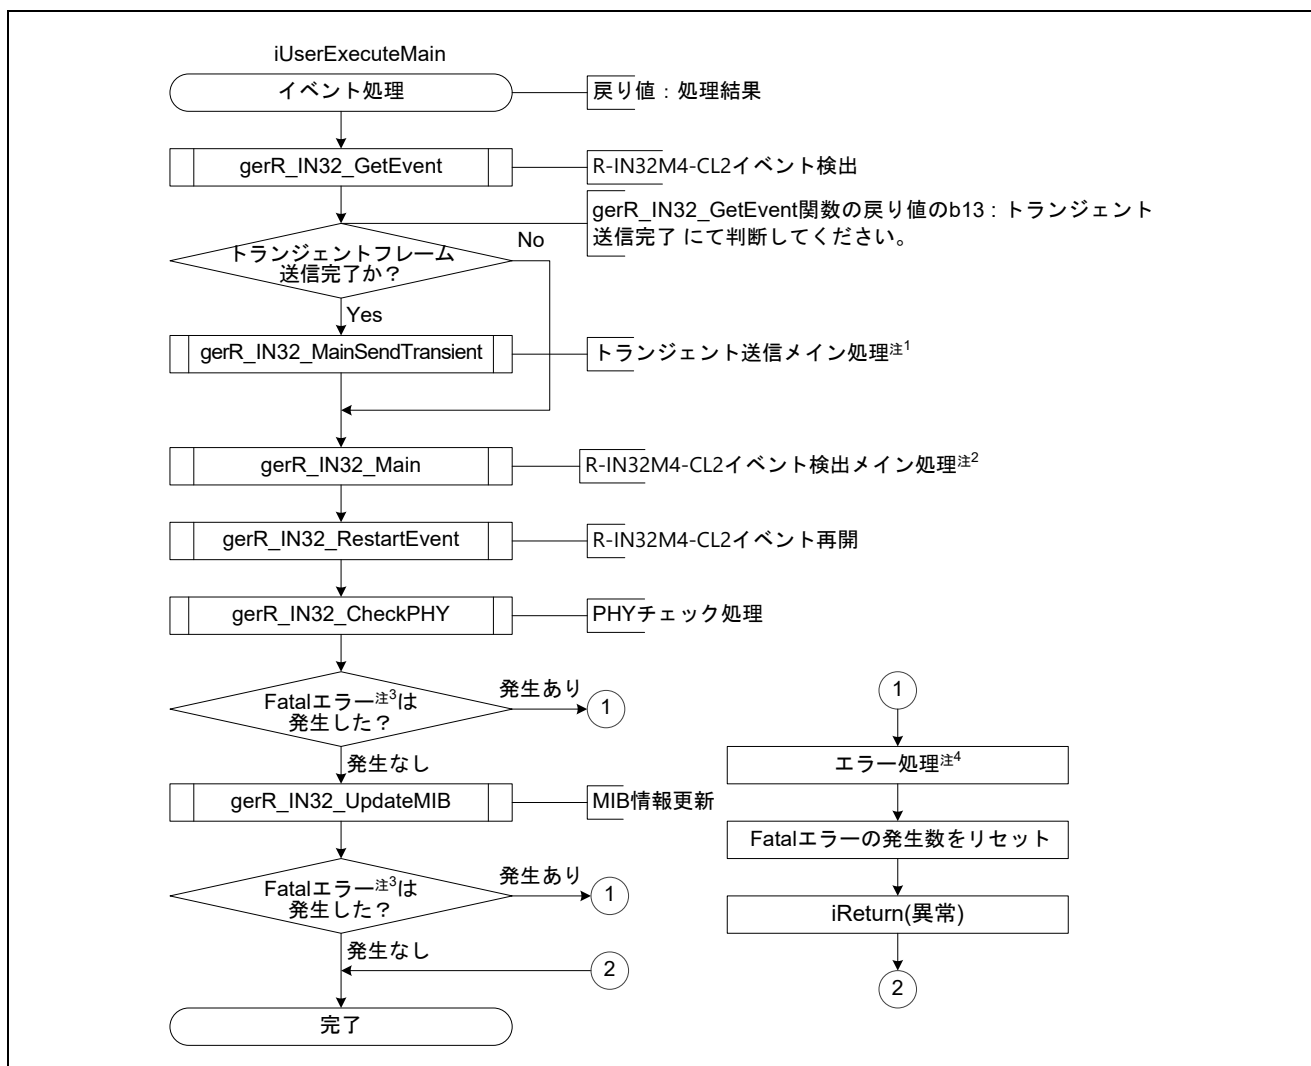 iUserExecuteMain
イベント処理
戻り値：処理結果
gerR_IN32_GetEvent
R-IN32M4-CL2イベント検出
gerR_IN32_GetEvent関数の戻り値のb13：トランジェント
送信完了 にて判断してください。
トランジェントフレーム
送信完了か？
No
Yes
gerR_IN32_MainSendTransient
トランジェント送信メイン処理注1
gerR_IN32_Main
R-IN32M4-CL2イベント検出メイン処理注2
gerR_IN32_RestartEvent
R-IN32M4-CL2イベント再開
gerR_IN32_CheckPHY
PHYチェック処理
Fatalエラー注3は
発生した？
発生あり
1
発生なし
gerR_IN32_UpdateMIB
MIB情報更新
Fatalエラー注3は
発生した？
発生あり
1
発生なし
2
完了
1
エラー処理注4
Fatalエラーの発生数をリセット
iReturn(異常)
2